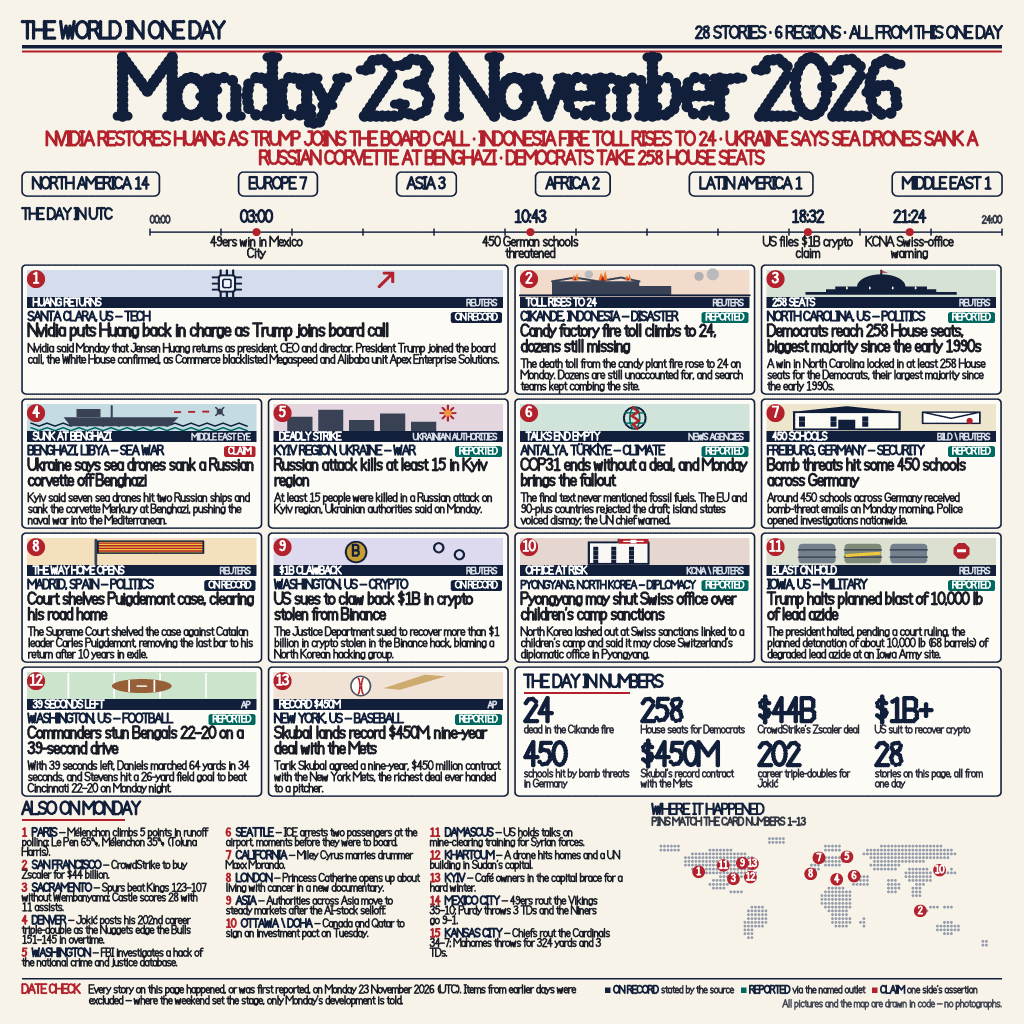 THE WORLD IN ONE DAY
28 STORIES · 6 REGIONS · ALL FROM THIS ONE DAY
Monday 23 November 2026
NVIDIA RESTORES HUANG AS TRUMP JOINS THE BOARD CALL · INDONESIA FIRE TOLL RISES TO 24 · UKRAINE SAYS SEA DRONES SANK A
RUSSIAN CORVETTE AT BENGHAZI · DEMOCRATS TAKE 258 HOUSE SEATS
NORTH AMERICA 14
EUROPE 7
ASIA 3
AFRICA 2
LATIN AMERICA 1
MIDDLE EAST 1
THE DAY IN UTC
00:00
03:00
10:43
18:32
21:24
24:00
49ers win in Mexico
City
450 German schools
threatened
US files $1B crypto
claim
KCNA Swiss-office
warning
1
HUANG RETURNS
REUTERS
SANTA CLARA, US – TECH
ON RECORD
Nvidia puts Huang back in charge as Trump joins board call
Nvidia said Monday that Jensen Huang returns as president, CEO and director. President Trump joined the board
call, the White House confirmed, as Commerce blacklisted Megaspeed and Alibaba unit Apex Enterprise Solutions.
2
TOLL RISES TO 24
REUTERS
CIKANDE, INDONESIA – DISASTER
REPORTED
Candy factory fire toll climbs to 24,
dozens still missing
The death toll from the candy plant fire rose to 24 on
Monday. Dozens are still unaccounted for, and search
teams kept combing the site.
3
258 SEATS
REUTERS
NORTH CAROLINA, US – POLITICS
REPORTED
Democrats reach 258 House seats,
biggest majority since the early 1990s
A win in North Carolina locked in at least 258 House
seats for the Democrats, their largest majority since
the early 1990s.
4
SUNK AT BENGHAZI
MIDDLE EAST EYE
BENGHAZI, LIBYA – SEA WAR
CLAIM
Ukraine says sea drones sank a Russian
corvette off Benghazi
Kyiv said seven sea drones hit two Russian ships and
sank the corvette Merkury at Benghazi, pushing the
naval war into the Mediterranean.
5
DEADLY STRIKE
UKRAINIAN AUTHORITIES
KYIV REGION, UKRAINE – WAR
REPORTED
Russian attack kills at least 15 in Kyiv
region
At least 15 people were killed in a Russian attack on
Kyiv region, Ukrainian authorities said on Monday.
6
TALKS END EMPTY
NEWS AGENCIES
ANTALYA, TÜRKIYE – CLIMATE
REPORTED
COP31 ends without a deal, and Monday
brings the fallout
The final text never mentioned fossil fuels. The EU and
90-plus countries rejected the draft; island states
voiced dismay, the UN chief warned.
7
450 SCHOOLS
BILD \ REUTERS
FREIBURG, GERMANY – SECURITY
REPORTED
Bomb threats hit some 450 schools
across Germany
Around 450 schools across Germany received
bomb-threat emails on Monday morning. Police
opened investigations nationwide.
8
THE WAY HOME OPENS
REUTERS
MADRID, SPAIN – POLITICS
ON RECORD
Court shelves Puigdemont case, clearing
his road home
The Supreme Court shelved the case against Catalan
leader Carles Puigdemont, removing the last bar to his
return after 10 years in exile.
9
B
$1B CLAWBACK
REUTERS
WASHINGTON, US – CRYPTO
ON RECORD
US sues to claw back $1B in crypto
stolen from Binance
The Justice Department sued to recover more than $1
billion in crypto stolen in the Binance hack, blaming a
North Korean hacking group.
10
OFFICE AT RISK
KCNA \ REUTERS
PYONGYANG, NORTH KOREA – DIPLOMACY
REPORTED
Pyongyang may shut Swiss office over
children's camp sanctions
North Korea lashed out at Swiss sanctions linked to a
children's camp and said it may close Switzerland's
diplomatic office in Pyongyang.
11
BLAST ON HOLD
REUTERS
IOWA, US – MILITARY
REPORTED
Trump halts planned blast of 10,000 lb
of lead azide
The president halted, pending a court ruling, the
planned detonation of about 10,000 lb (68 barrels) of
degraded lead azide at an Iowa Army site.
12
39 SECONDS LEFT
AP
WASHINGTON, US – FOOTBALL
REPORTED
Commanders stun Bengals 22–20 on a
39-second drive
With 39 seconds left, Daniels marched 64 yards in 34
seconds, and Stevens hit a 26-yard field goal to beat
Cincinnati 22–20 on Monday night.
13
RECORD $450M
AP
NEW YORK, US – BASEBALL
REPORTED
Skubal lands record $450M, nine-year
deal with the Mets
Tarik Skubal agreed a nine-year, $450 million contract
with the New York Mets, the richest deal ever handed
to a pitcher.
THE DAY IN NUMBERS
24
dead in the Cikande fire
258
House seats for Democrats
$44B
CrowdStrike's Zscaler deal
$1B+
US suit to recover crypto
450
schools hit by bomb threats
in Germany
$450M
Skubal's record contract
with the Mets
202
career triple-doubles for
Jokić
28
stories on this page, all from
one day
ALSO ON MONDAY
1 PARIS – Mélenchon climbs 5 points in runoff
polling: Le Pen 65%, Mélenchon 35% (Toluna
Harris).
2 SAN FRANCISCO – CrowdStrike to buy
Zscaler for $44 billion.
3 SACRAMENTO – Spurs beat Kings 123–107
without Wembanyama; Castle scores 28 with
11 assists.
4 DENVER – Jokić posts his 202nd career
triple-double as the Nuggets edge the Bulls
151–145 in overtime.
5 WASHINGTON – FBI investigates a hack of
the national crime and justice database.
6 SEATTLE – ICE arrests two passengers at the
airport, moments before they were to board.
7 CALIFORNIA – Miley Cyrus marries drummer
Maxx Morando.
8 LONDON – Princess Catherine opens up about
living with cancer in a new documentary.
9 ASIA – Authorities across Asia move to
steady markets after the AI-stock selloff.
10 OTTAWA \ DOHA – Canada and Qatar to
sign an investment pact on Tuesday.
11 DAMASCUS – US holds talks on
mine-clearing training for Syrian forces.
12 KHARTOUM – A drone hits homes and a UN
building in Sudan's capital.
13 KYIV – Café owners in the capital brace for a
hard winter.
14 MEXICO CITY – 49ers rout the Vikings
35–10; Purdy throws 3 TDs and the Niners
go 9–1.
15 KANSAS CITY – Chiefs rout the Cardinals
34–7; Mahomes throws for 324 yards and 3
TDs.
WHERE IT HAPPENED
PINS MATCH THE CARD NUMBERS 1–13
1
11
9
13
3
12
7
5
8
4
6
10
2
DATE CHECK
Every story on this page happened, or was first reported, on Monday 23 November 2026 (UTC). Items from earlier days were
excluded – where the weekend set the stage, only Monday's development is told.
ON RECORD stated by the source
REPORTED via the named outlet
CLAIM one side's assertion
All pictures and the map are drawn in code – no photographs.